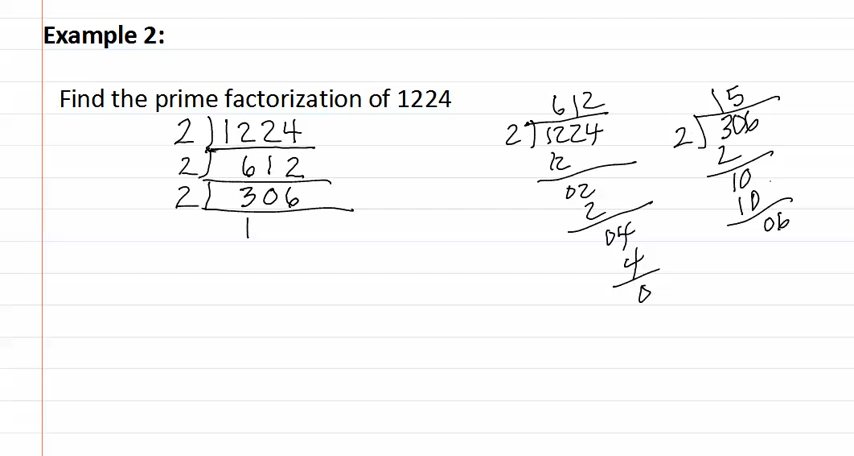 Example 2:
Find the prime factorization of 1224
2 ) 1224
2 ) 612
2 ) 306
1
612
2 ) 1224
12
02
2
04
4
0
15
2 ) 306
2
10
10
06